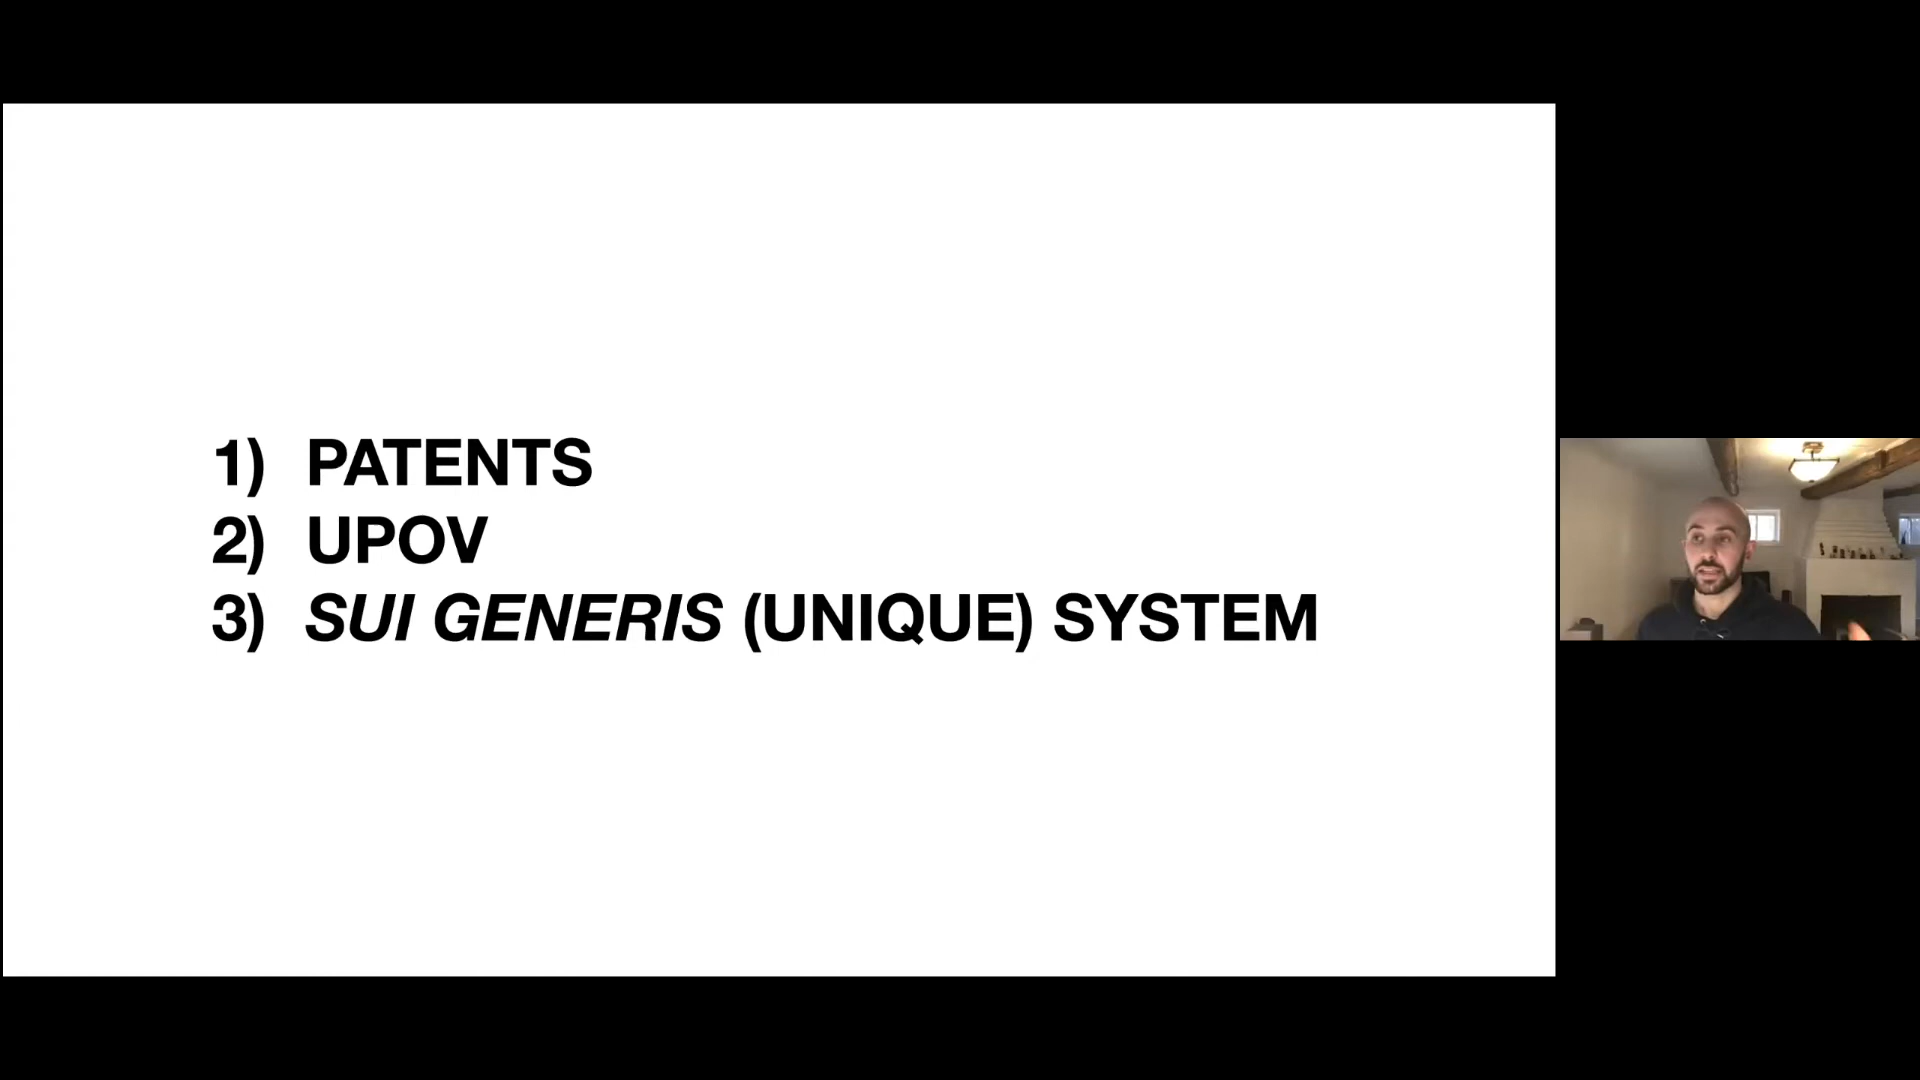 1) PATENTS
2) UPOV
3) SUI GENERIS (UNIQUE) SYSTEM